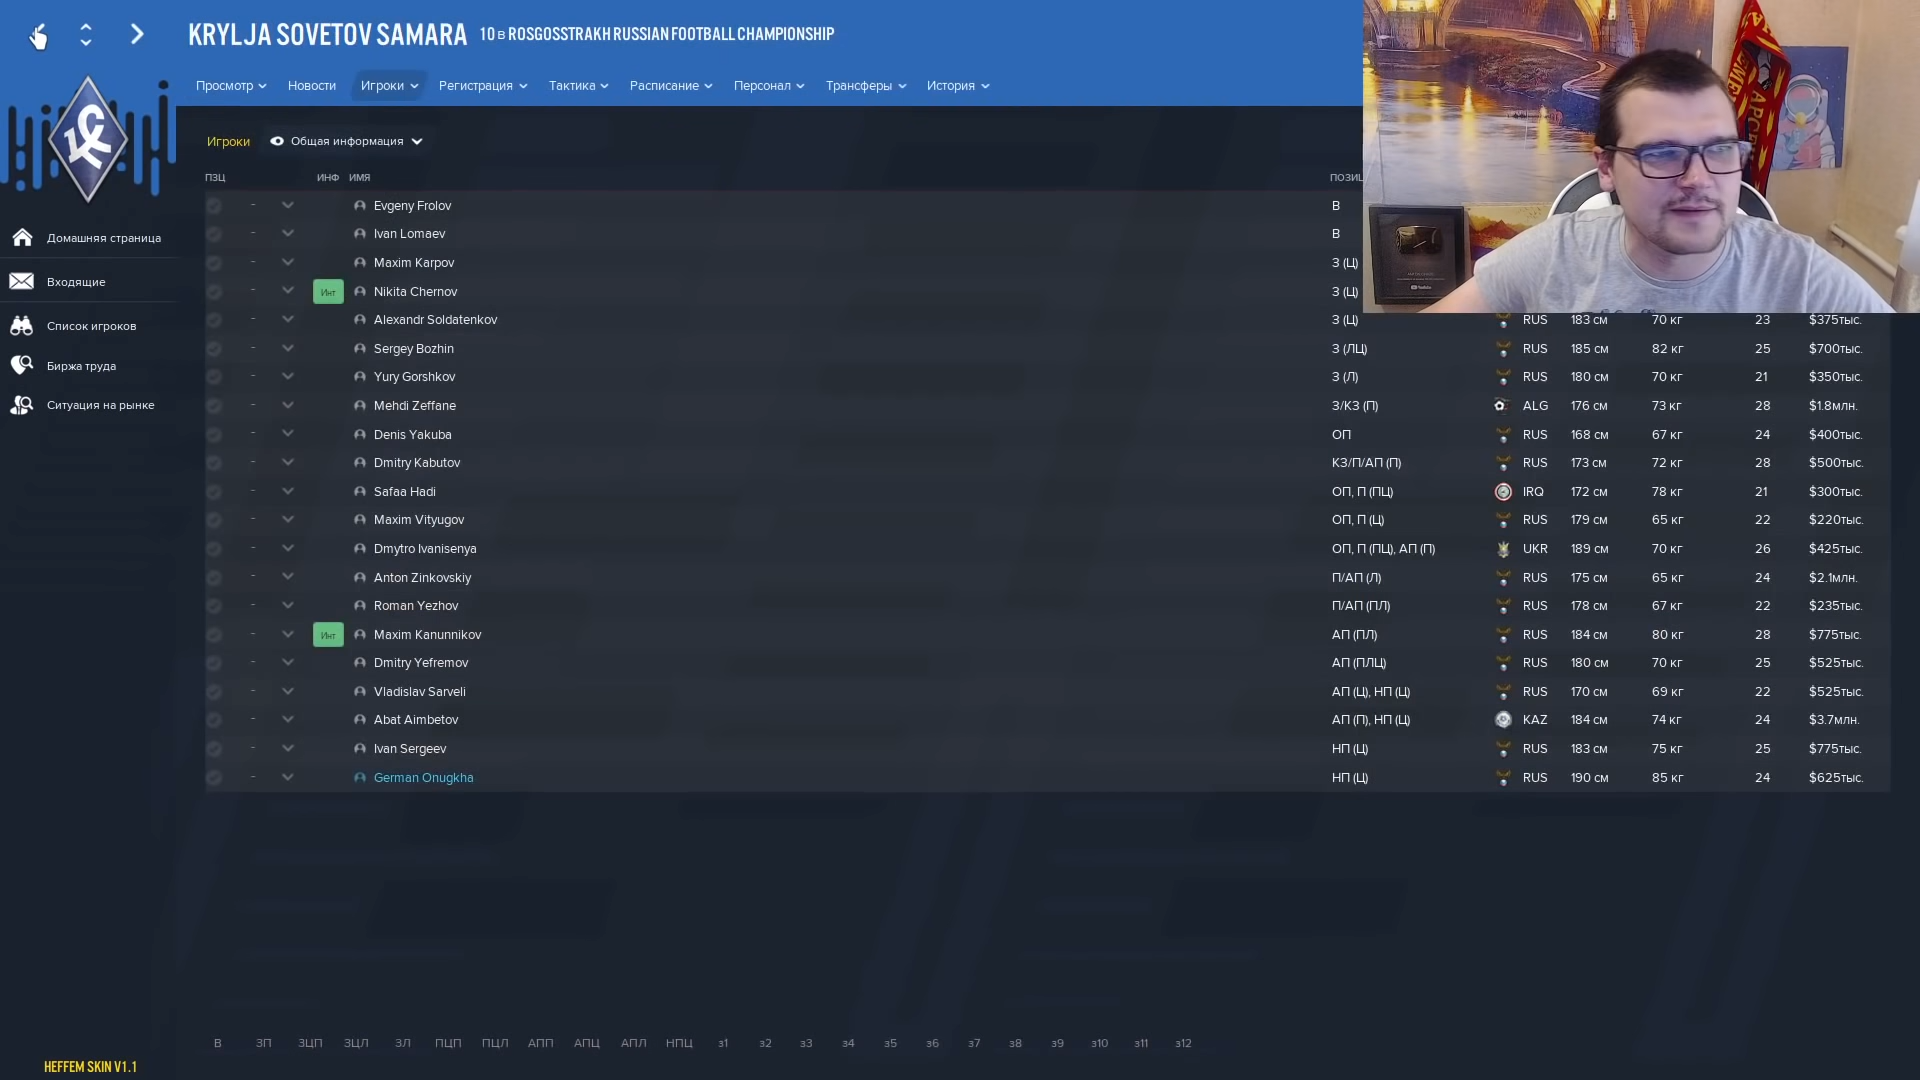 KRYLJA SOVETOV SAMARA 10 В ROSGOSSTRAKH RUSSIAN FOOTBALL CHAMPIONSHIP
Просмотр Новости Игроки Регистрация Тактика Расписание Персонал Трансферы История
Игроки Общая информация
ПЗЦ ИНФ ИМЯ ПОЗИЦ
- Evgeny Frolov В
- Ivan Lomaev В
Домашняя страница
- Maxim Karpov З (Ц)
Входящие
- Инт Nikita Chernov З (Ц)
Список игроков
- Alexandr Soldatenkov З (Ц) RUS 183 см 70 кг 23 $375тыс.
- Sergey Bozhin З (ЛЦ) RUS 185 см 82 кг 25 $700тыс.
Биржа труда
- Yury Gorshkov З (Л) RUS 180 см 70 кг 21 $350тыс.
Ситуация на рынке
- Mehdi Zeffane З/КЗ (П) ALG 176 см 73 кг 28 $1.8млн.
- Denis Yakuba ОП RUS 168 см 67 кг 24 $400тыс.
- Dmitry Kabutov КЗ/П/АП (П) RUS 173 см 72 кг 28 $500тыс.
- Safaa Hadi ОП, П (ПЦ) IRQ 172 см 78 кг 21 $300тыс.
- Maxim Vityugov ОП, П (Ц) RUS 179 см 65 кг 22 $220тыс.
- Dmytro Ivanisenya ОП, П (ПЦ), АП (П) UKR 189 см 70 кг 26 $425тыс.
- Anton Zinkovskiy П/АП (Л) RUS 175 см 65 кг 24 $2.1млн.
- Roman Yezhov П/АП (ПЛ) RUS 178 см 67 кг 22 $235тыс.
- Инт Maxim Kanunnikov АП (ПЛ) RUS 184 см 80 кг 28 $775тыс.
- Dmitry Yefremov АП (ПЛЦ) RUS 180 см 70 кг 25 $525тыс.
- Vladislav Sarveli АП (Ц), НП (Ц) RUS 170 см 69 кг 22 $525тыс.
- Abat Aimbetov АП (П), НП (Ц) KAZ 184 см 74 кг 24 $3.7млн.
- Ivan Sergeev НП (Ц) RUS 183 см 75 кг 25 $775тыс.
- German Onugkha НП (Ц) RUS 190 см 85 кг 24 $625тыс.
В ЗП ЗЦП ЗЦЛ ЗЛ ПЦП ПЦЛ АПП АПЦ АПЛ НПЦ з1 з2 з3 з4 з5 з6 з7 з8 з9 з10 з11 з12
HEFFEM SKIN V1.1